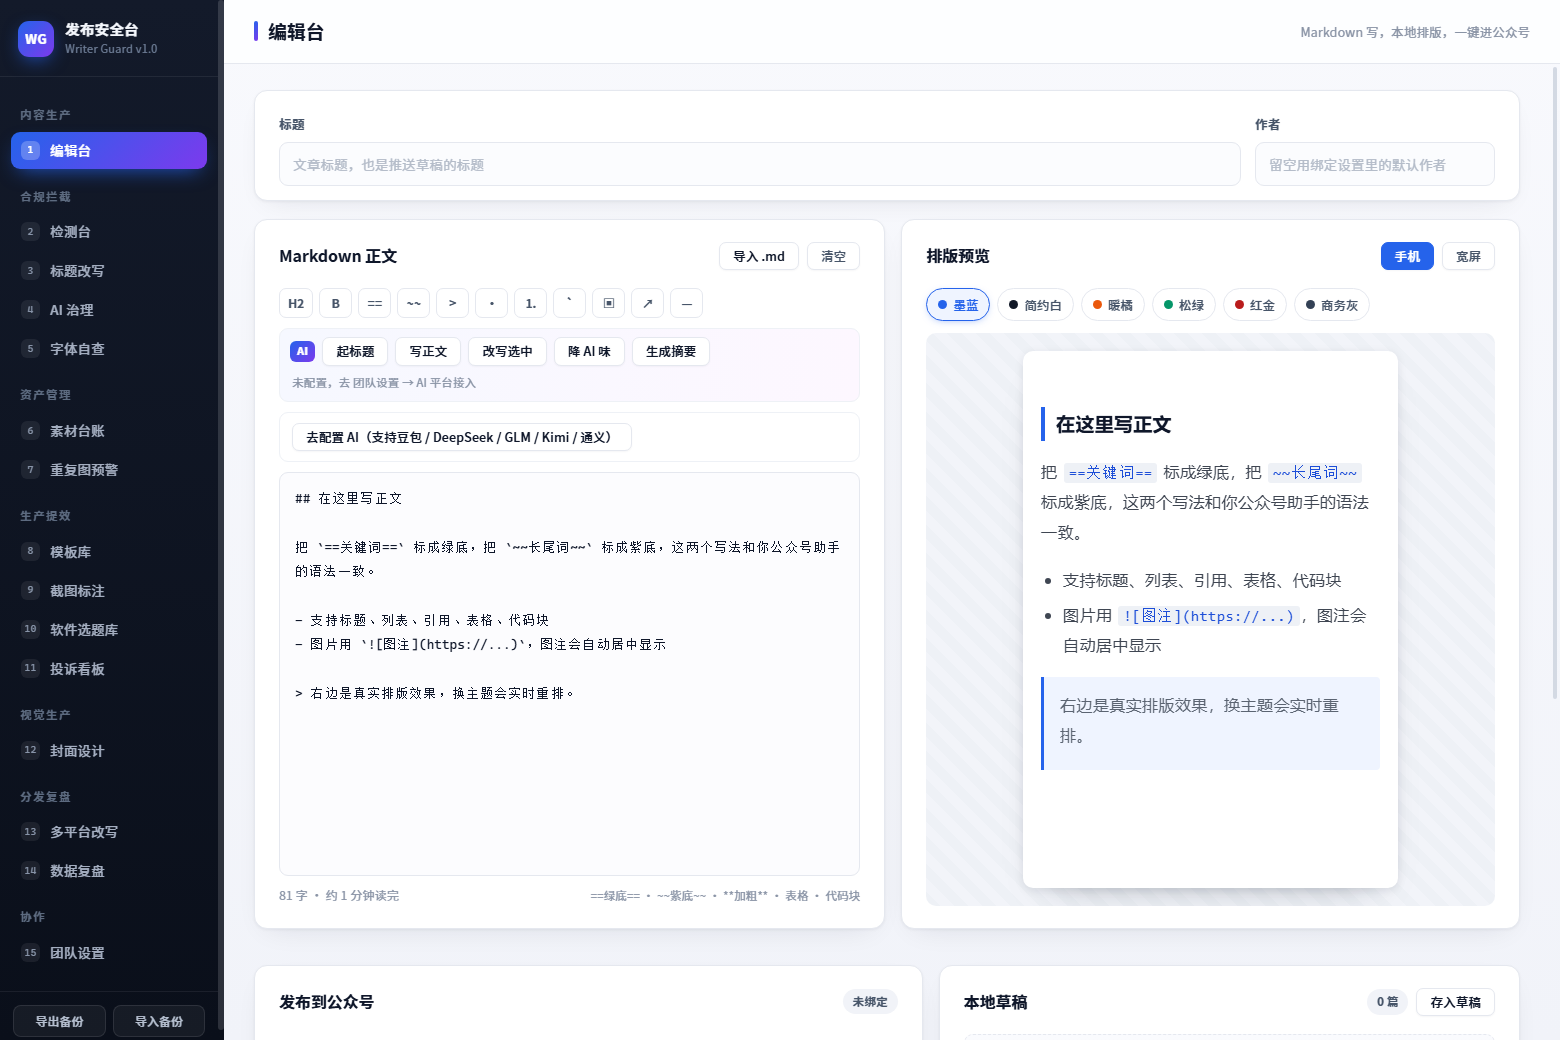 WG
发布安全台
Writer Guard v1.0
内容生产
1 编辑台
合规拦截
2 检测台
3 标题改写
4 AI 治理
5 字体自查
资产管理
6 素材台账
7 重复图预警
生产提效
8 模板库
9 截图标注
10 软件选题库
11 投诉看板
视觉生产
12 封面设计
分发复盘
13 多平台改写
14 数据复盘
协作
15 团队设置
导出备份 导入备份
编辑台
Markdown 写，本地排版，一键进公众号
标题
文章标题，也是推送草稿的标题
作者
留空用绑定设置里的默认作者
Markdown 正文
导入 .md 清空
H2 B == ~~ > • 1. ` ▣ ↗ —
AI 起标题 写正文 改写选中 降 AI 味 生成摘要
未配置，去 团队设置 → AI 平台接入
去配置 AI（支持豆包 / DeepSeek / GLM / Kimi / 通义）
## 在这里写正文
把 `==关键词==` 标成绿底，把 `~~长尾词~~` 标成紫底，这两个写法和你公众号助手
的语法一致。
- 支持标题、列表、引用、表格、代码块
- 图片用 `![图注](https://...)`，图注会自动居中显示
> 右边是真实排版效果，换主题会实时重排。
81 字 · 约 1 分钟读完
==绿底== · ~~紫底~~ · **加粗** · 表格 · 代码块
排版预览
手机 宽屏
墨蓝 简约白 暖橘 松绿 红金 商务灰
在这里写正文
把 ==关键词== 标成绿底，把 ~~长尾词~~
标成紫底，这两个写法和你公众号助手的语法
一致。
• 支持标题、列表、引用、表格、代码块
• 图片用 ![图注](https://...)，图注会
自动居中显示
右边是真实排版效果，换主题会实时重
排。
发布到公众号
未绑定
本地草稿
0 篇 存入草稿